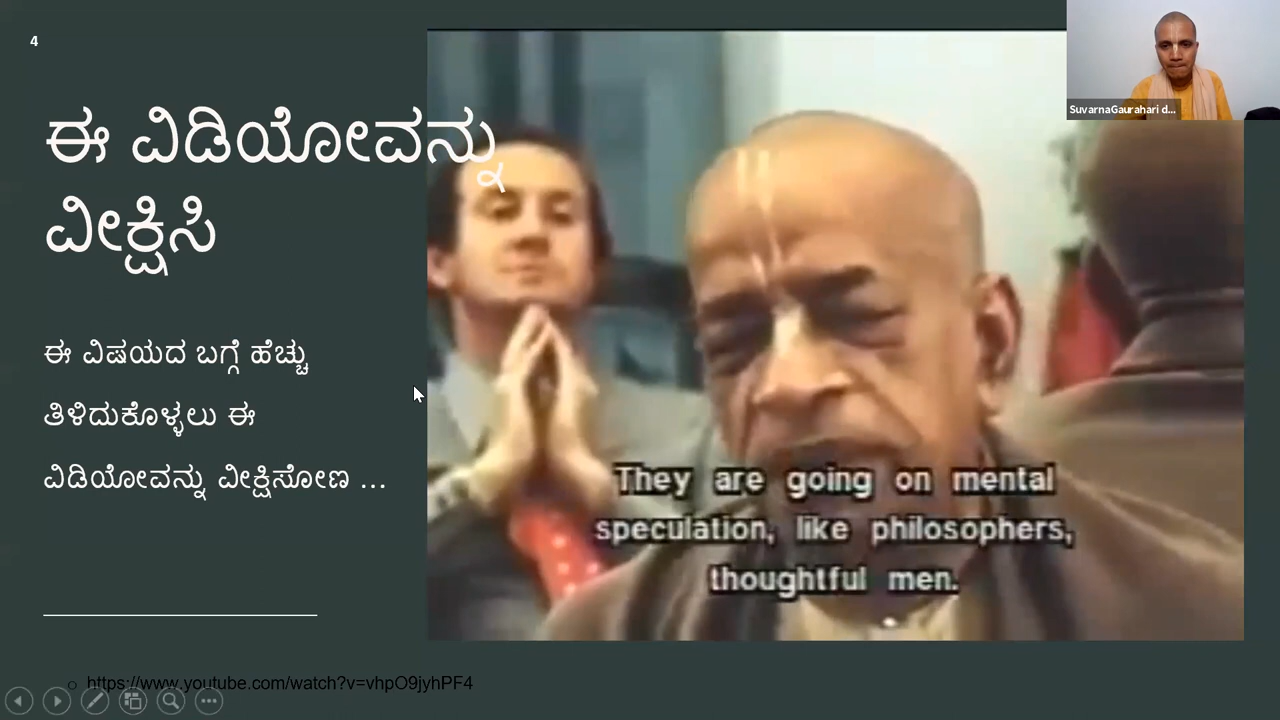 4
ಈ ವಿಡಿಯೋವನ್ನು
ವೀಕ್ಷಿಸಿ
ಈ ವಿಷಯದ ಬಗ್ಗೆ ಹೆಚ್ಚು
ತಿಳಿದುಕೊಳ್ಳಲು ಈ
ವಿಡಿಯೋವನ್ನು ವೀಕ್ಷಿಸೋಣ ...
They are going on mental
speculation, like philosophers,
thoughtful men.
SuvarnaGaurahari d...
https://www.youtube.com/watch?v=vhpO9jyhPF4